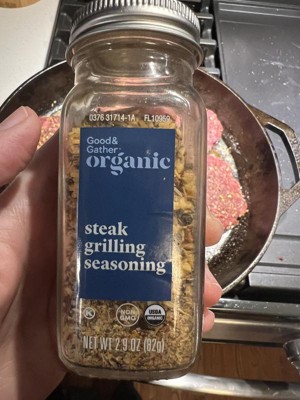 0376 31714-1A FL10959
Good&
Gather
organic
steak
grilling
seasoning
K
NON
GMO
USDA
ORGANIC
NET WT 2.9 OZ (82g)